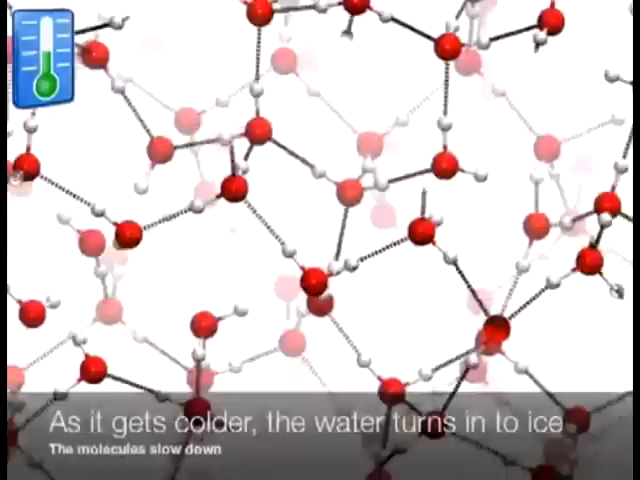 As it gets colder, the water turns in to ice
The molecules slow down